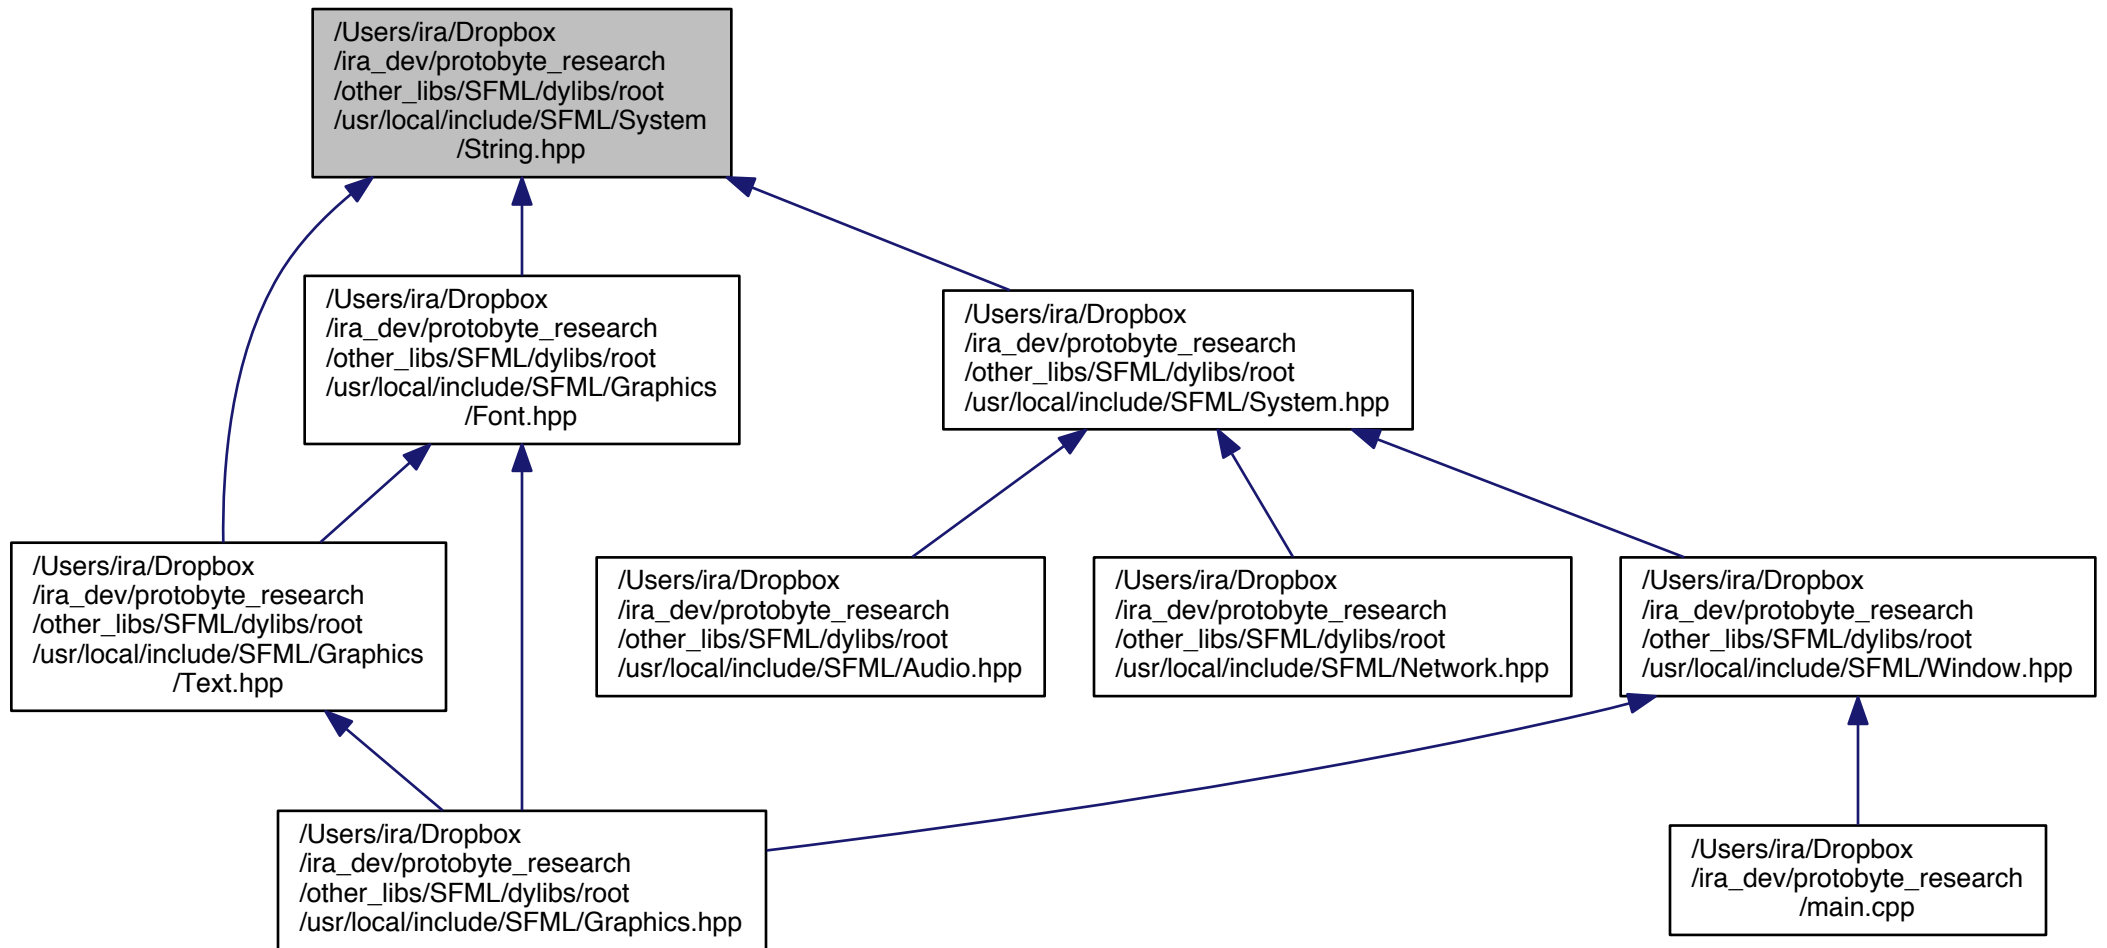 /Users/ira/Dropbox
/ira_dev/protobyte_research
/other_libs/SFML/dylibs/root
/usr/local/include/SFML/System
/String.hpp
/Users/ira/Dropbox
/ira_dev/protobyte_research
/other_libs/SFML/dylibs/root
/usr/local/include/SFML/Graphics
/Font.hpp
/Users/ira/Dropbox
/ira_dev/protobyte_research
/other_libs/SFML/dylibs/root
/usr/local/include/SFML/System.hpp
/Users/ira/Dropbox
/ira_dev/protobyte_research
/other_libs/SFML/dylibs/root
/usr/local/include/SFML/Graphics
/Text.hpp
/Users/ira/Dropbox
/ira_dev/protobyte_research
/other_libs/SFML/dylibs/root
/usr/local/include/SFML/Audio.hpp
/Users/ira/Dropbox
/ira_dev/protobyte_research
/other_libs/SFML/dylibs/root
/usr/local/include/SFML/Network.hpp
/Users/ira/Dropbox
/ira_dev/protobyte_research
/other_libs/SFML/dylibs/root
/usr/local/include/SFML/Window.hpp
/Users/ira/Dropbox
/ira_dev/protobyte_research
/other_libs/SFML/dylibs/root
/usr/local/include/SFML/Graphics.hpp
/Users/ira/Dropbox
/ira_dev/protobyte_research
/main.cpp